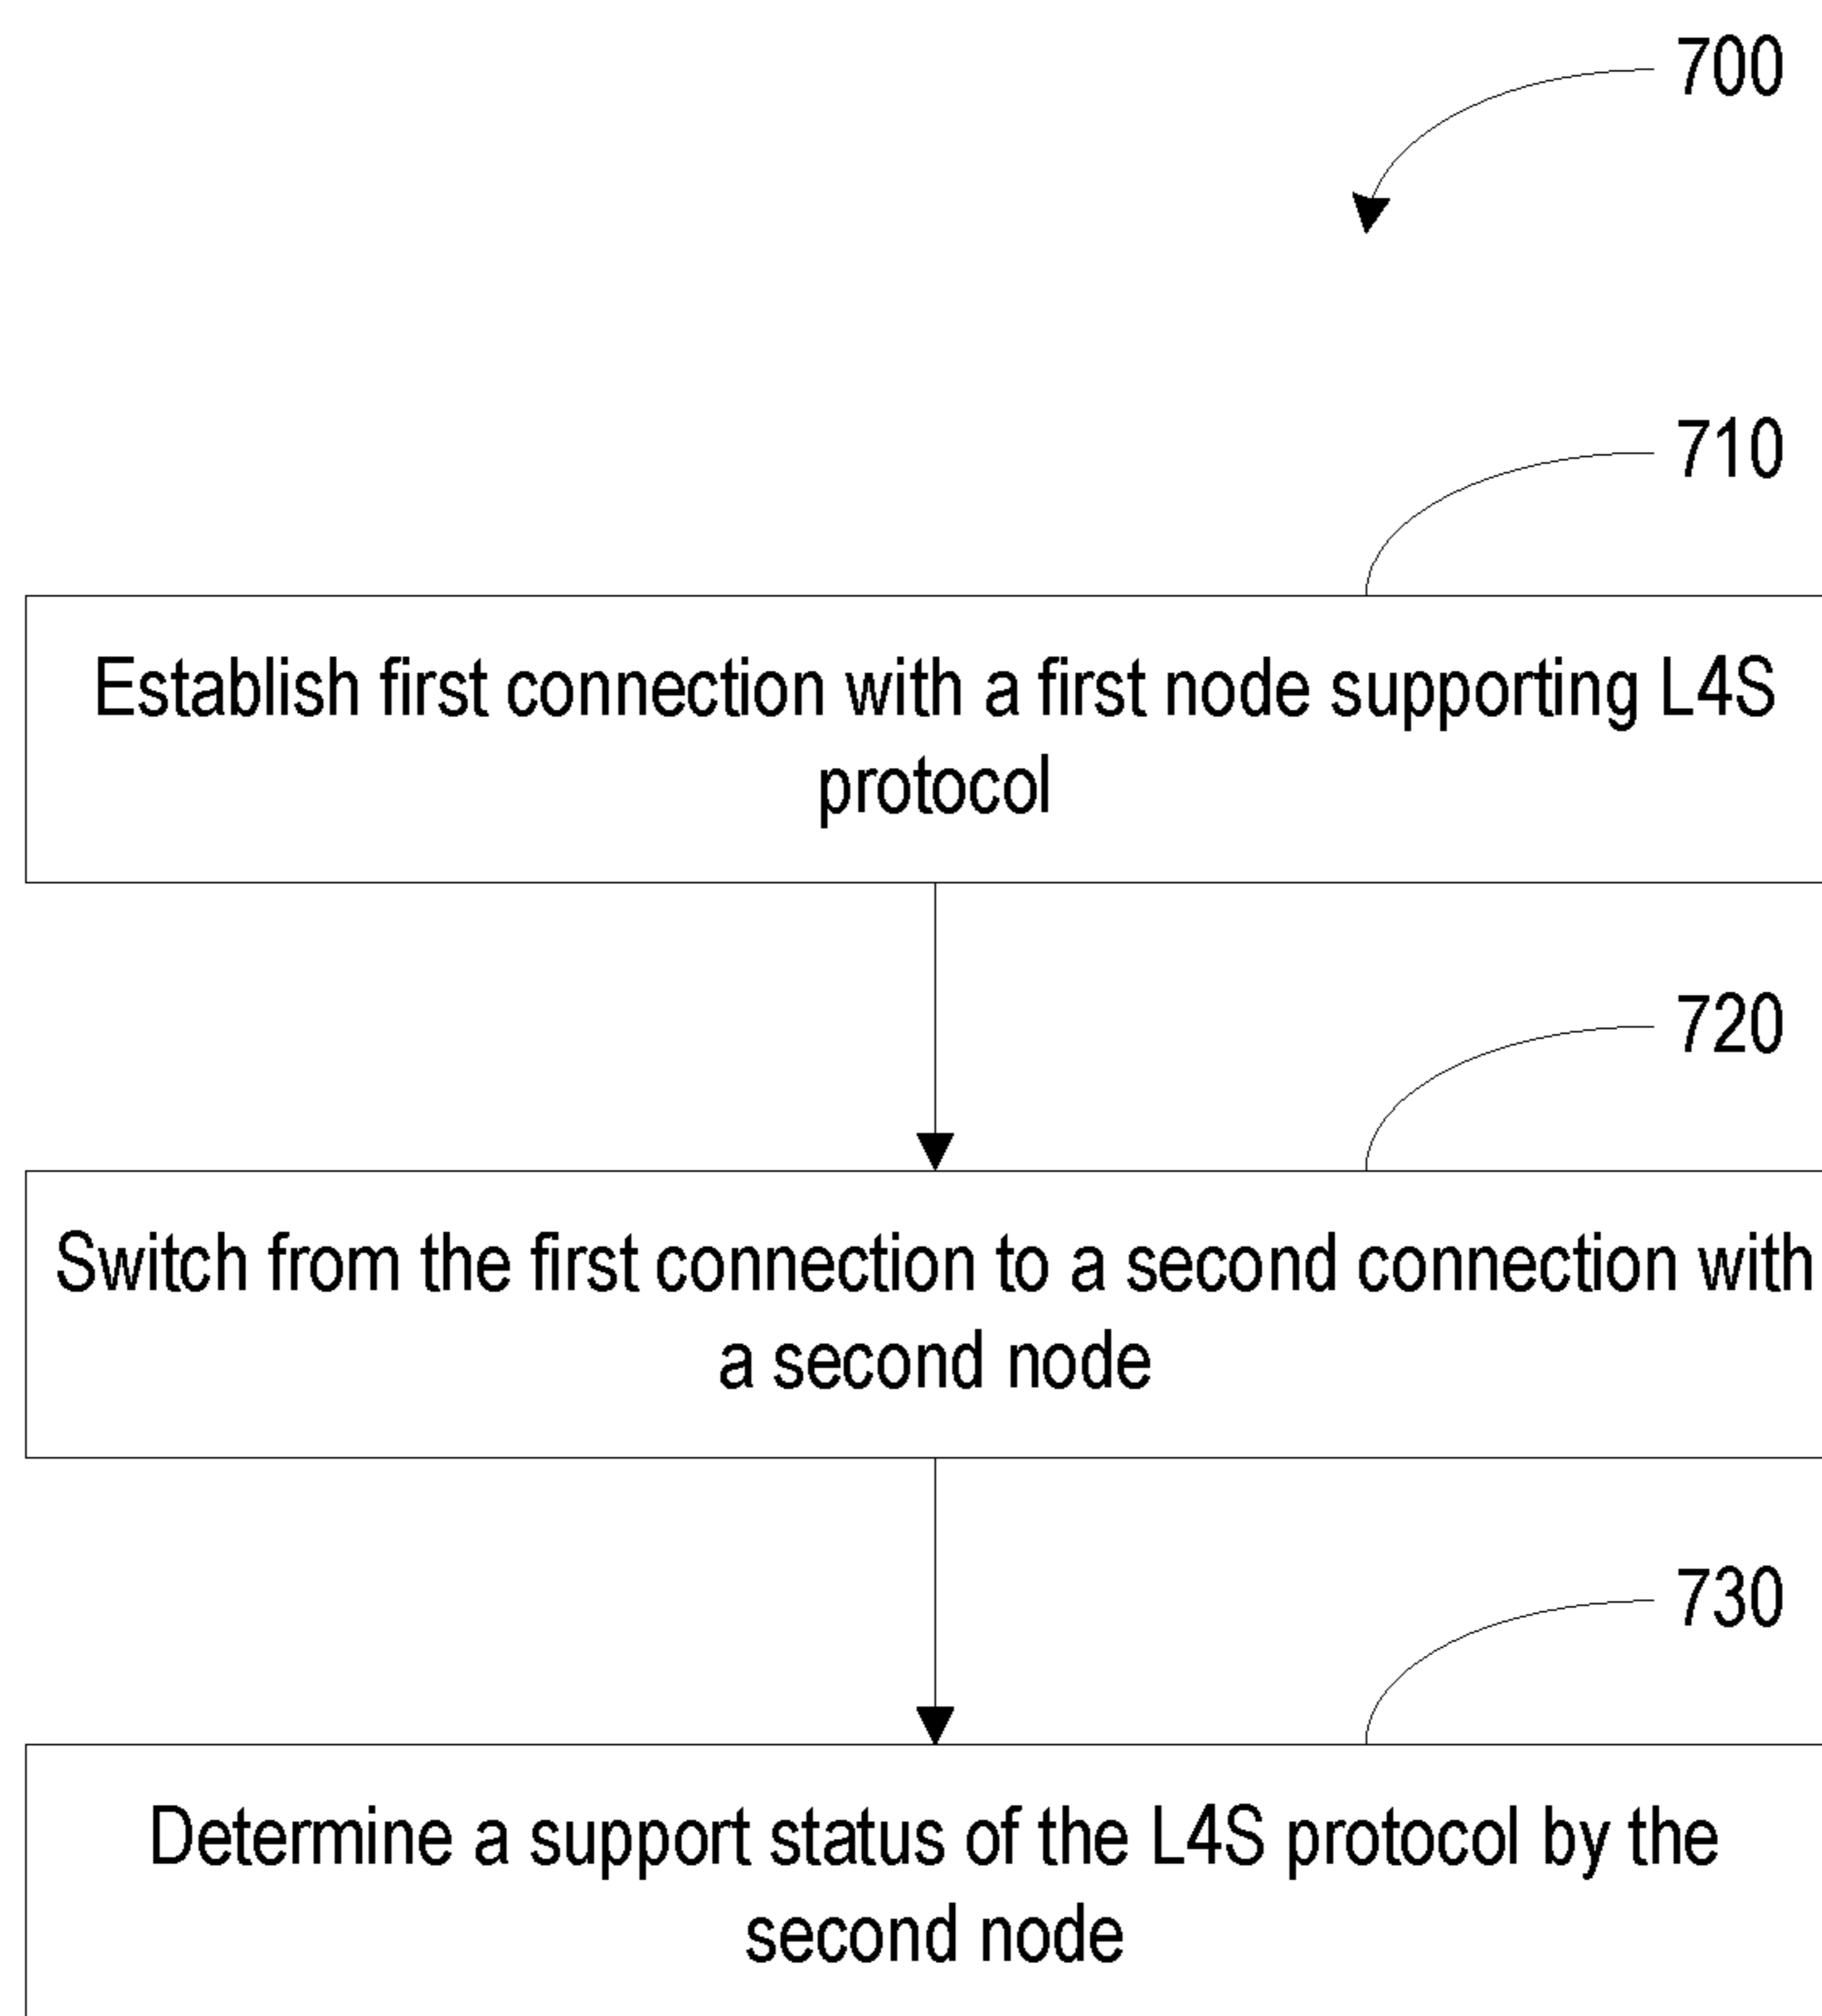 700
710
Establish first connection with a first node supporting L4S
protocol
720
Switch from the first connection to a second connection with
a second node
730
Determine a support status of the L4S protocol by the
second node